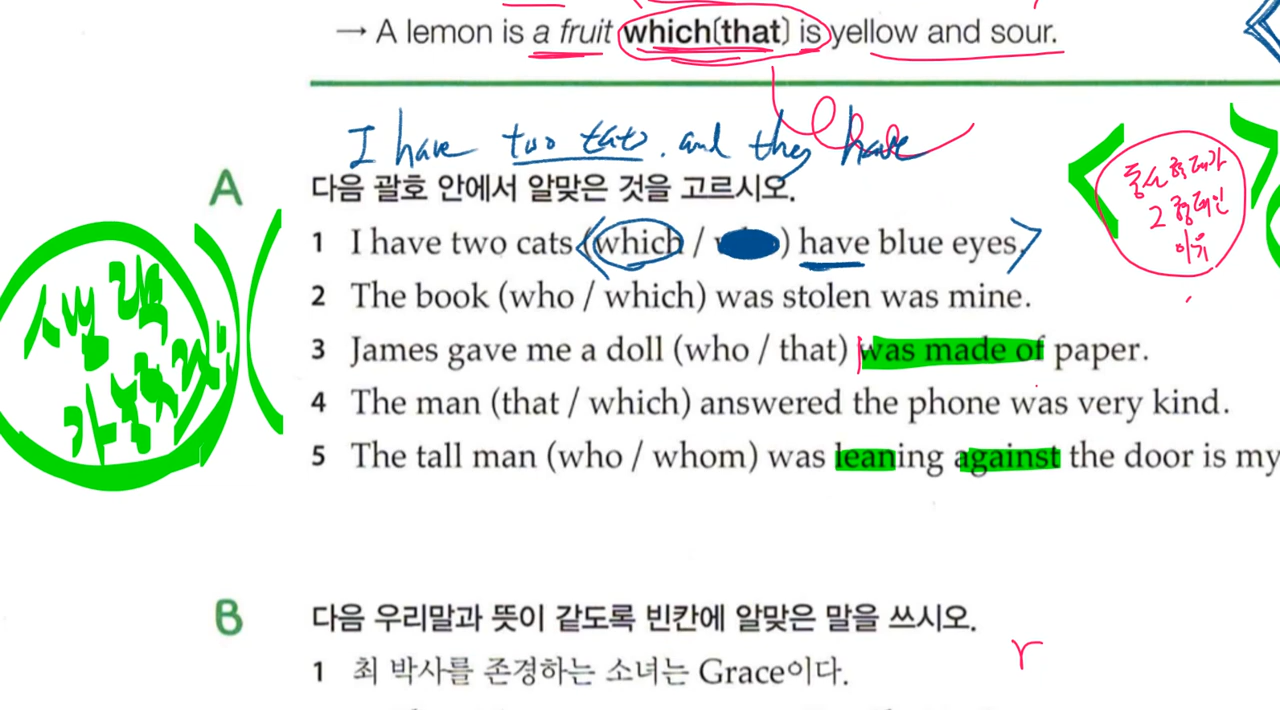 → A lemon is a fruit which(that) is yellow and sour.
I have two cats. and they have
A 다음 괄호 안에서 알맞은 것을 고르시오.
1 I have two cats (which / ) have blue eyes.
2 The book (who / which) was stolen was mine.
3 James gave me a doll (who / that) was made of paper.
4 The man (that / which) answered the phone was very kind.
5 The tall man (who / whom) was leaning against the door is my
B 다음 우리말과 뜻이 같도록 빈칸에 알맞은 말을 쓰시오.
r
1 최 박사를 존경하는 소녀는 Grace이다.
그 형태인
이유